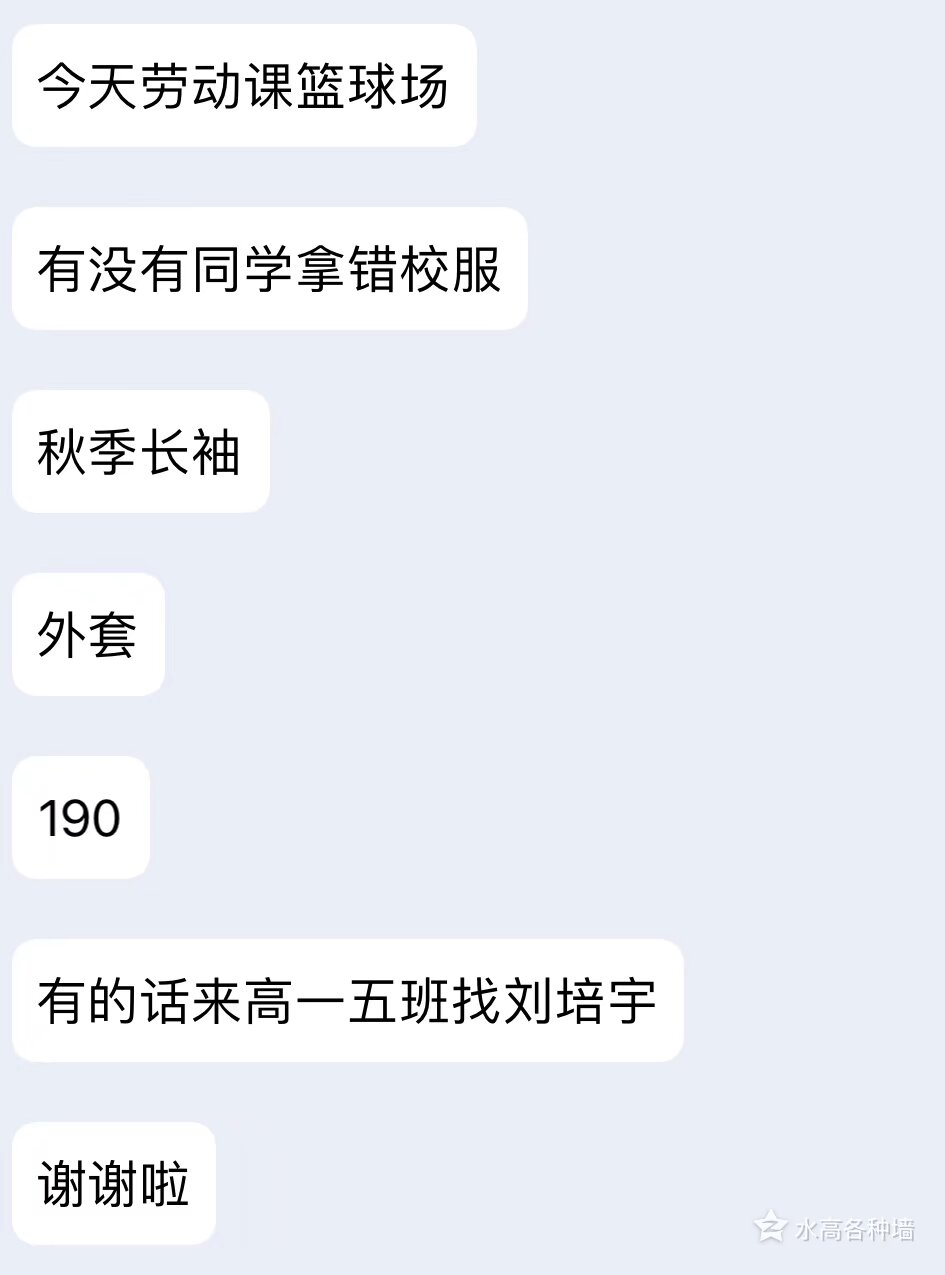 今天劳动课篮球场
有没有同学拿错校服
秋季长袖
外套
190
有的话来高一五班找刘培宇
谢谢啦
水高各种墙